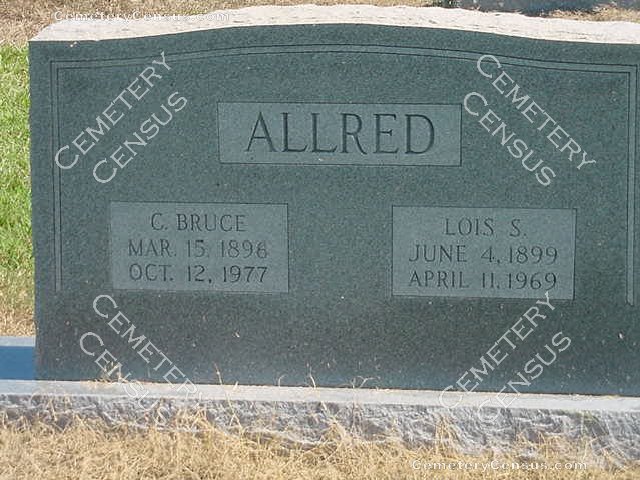 CemeteryCensus.com
CEMETERY
CENSUS
CEMETERY
CENSUS
ALLRED
C. BRUCE
MAR. 15, 1896
OCT. 12, 1977
LOIS S.
JUNE 4, 1899
APRIL 11, 1969
CEMETERY
CENSUS
CEMETERY
CENSUS
CemeteryCensus.com